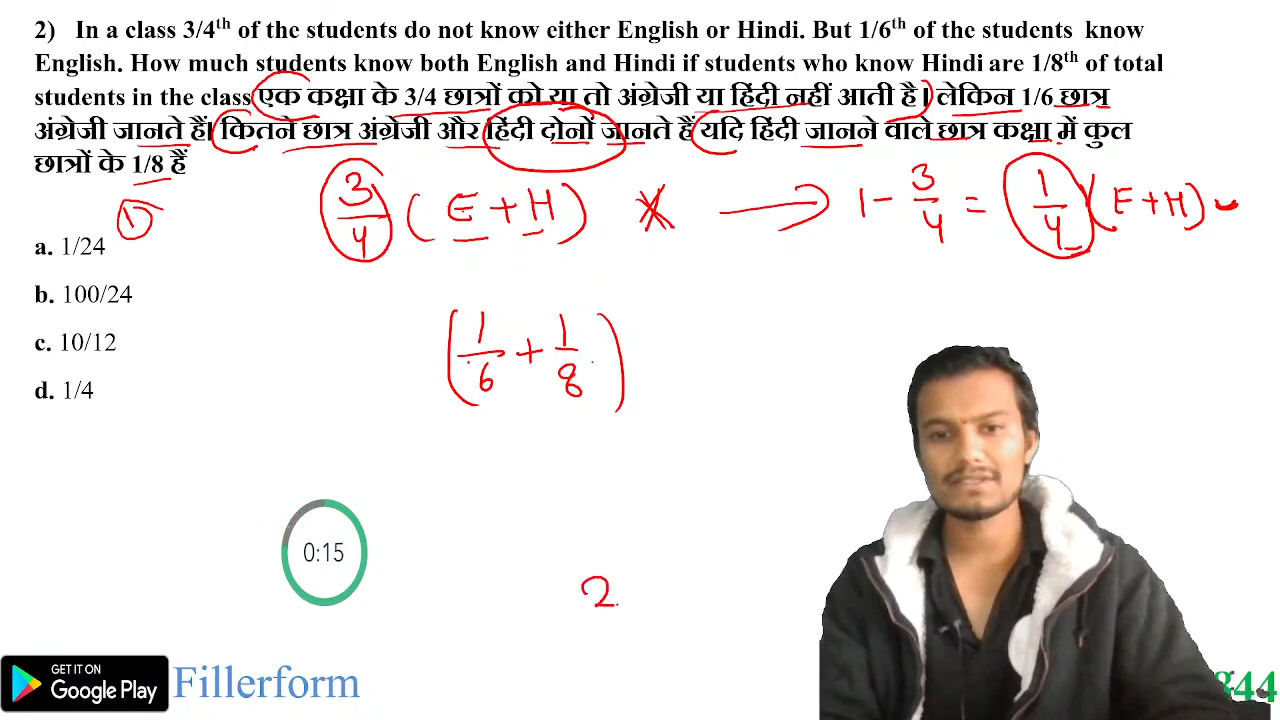 2) In a class 3/4th of the students do not know either English or Hindi. But 1/6th of the students know
English. How much students know both English and Hindi if students who know Hindi are 1/8th of total
students in the class एक कक्षा के 3/4 छात्रों को या तो अंग्रेजी या हिंदी नहीं आती है। लेकिन 1/6 छात्र
अंग्रेजी जानते हैं। कितने छात्र अंग्रेजी और हिंदी दोनों जानते हैं यदि हिंदी जानने वाले छात्र कक्षा में कुल
छात्रों के 1/8 हैं
1
3/4 (E+H) X → 1 - 3/4 = 1/4 (E+H)
a. 1/24
b. 100/24
(1/6 + 1/8)
c. 10/12
d. 1/4
0:15
2
GET IT ON
Google Play
Fillerform
844